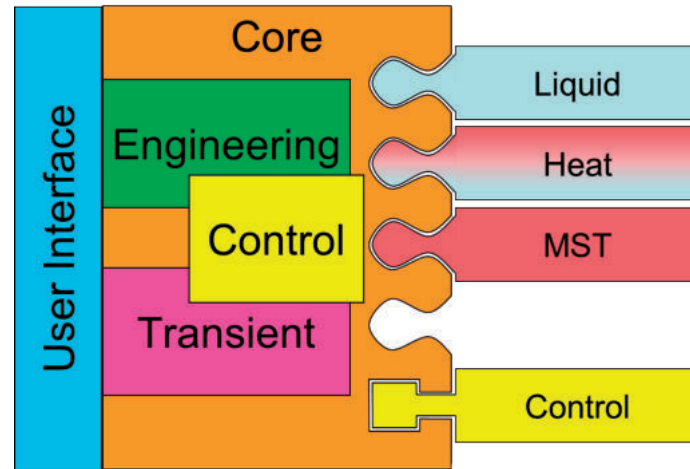 User Interface
Core
Engineering
Control
Transient
Liquid
Heat
MST
Control